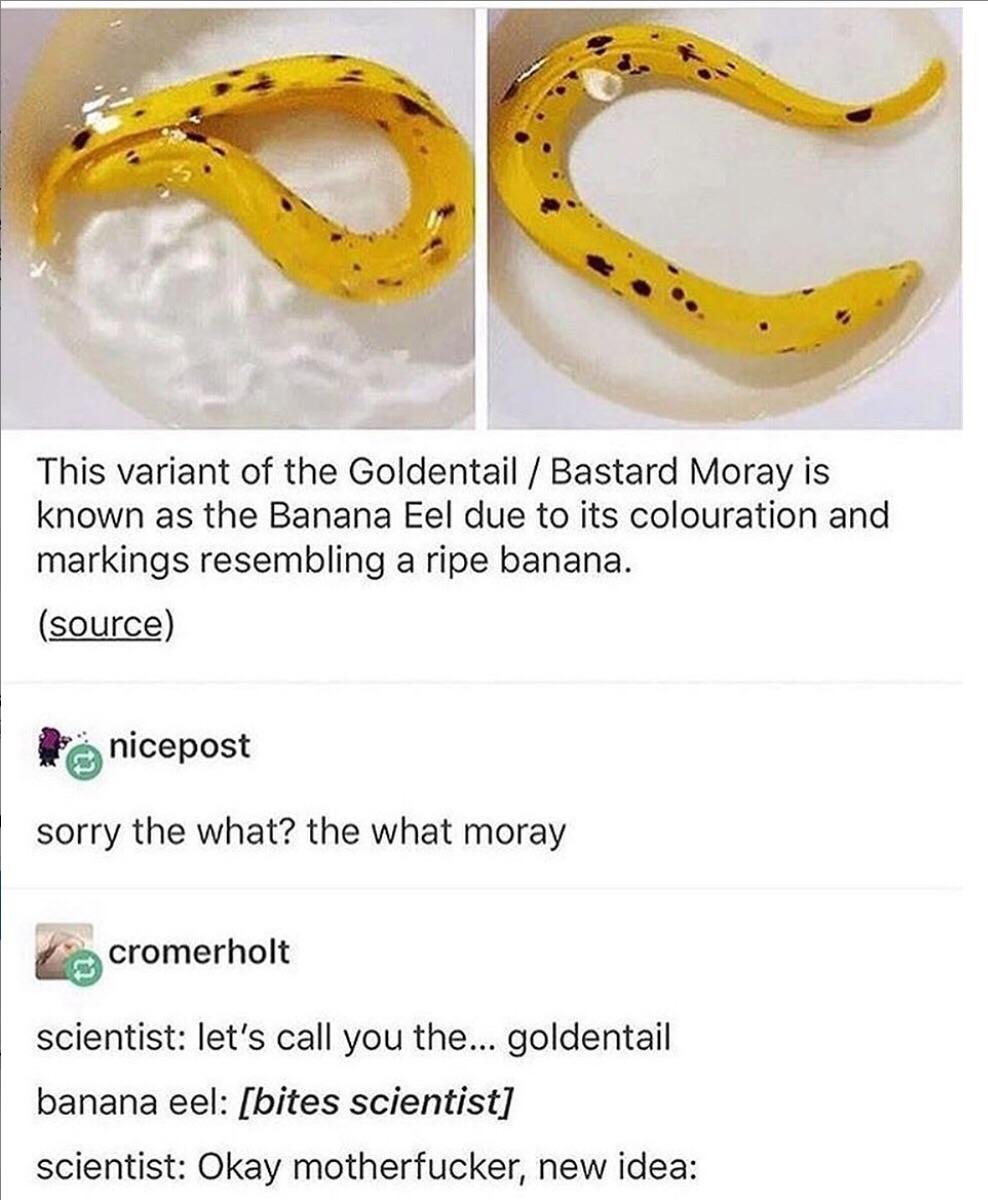 This variant of the Goldentail / Bastard Moray is
known as the Banana Eel due to its colouration and
markings resembling a ripe banana.
(source)
nicepost
sorry the what? the what moray
cromerholt
scientist: let's call you the... goldentail
banana eel: [bites scientist]
scientist: Okay motherfucker, new idea: